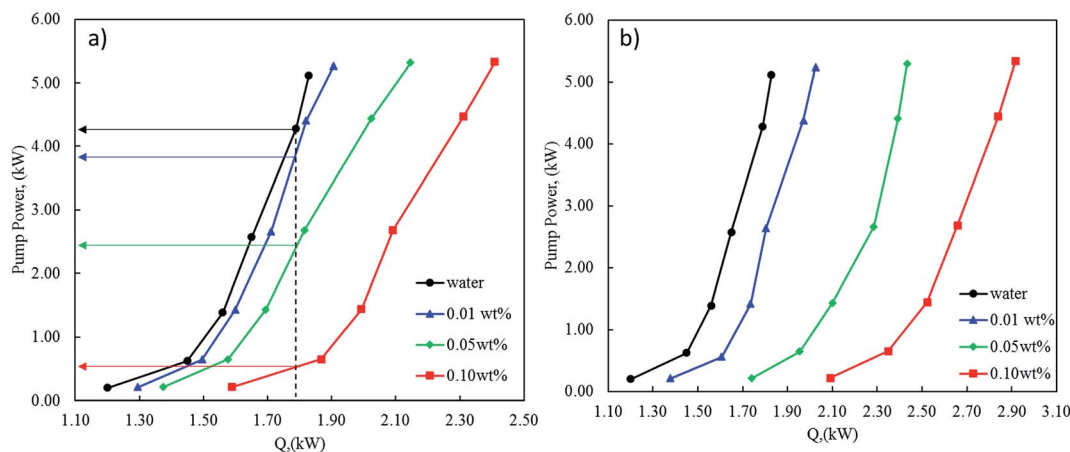 a)
6.00
5.00
4.00
3.00
2.00
1.00
0.00
Pump Power, (kW)
1.10 1.30 1.50 1.70 1.90 2.10 2.30 2.50
Q,(kW)
water
0.01 wt%
0.05wt%
0.10wt%
b)
6.00
5.00
4.00
3.00
2.00
1.00
0.00
Pump Power, (kW)
1.10 1.30 1.50 1.70 1.90 2.10 2.30 2.50 2.70 2.90 3.10
Q,(kW)
water
0.01 wt%
0.05wt%
0.10wt%